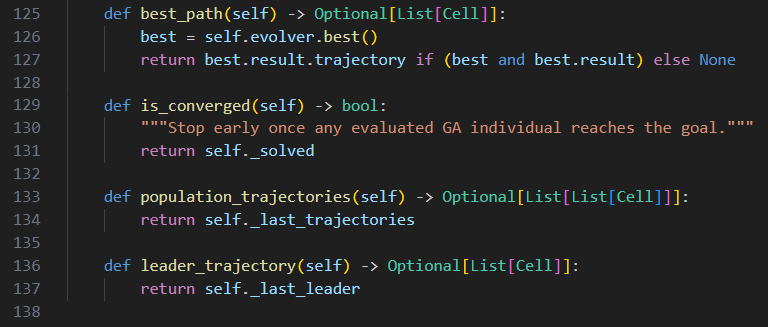 125 def best_path(self) -> Optional[List[Cell]]:
126 best = self.evolver.best()
127 return best.result.trajectory if (best and best.result) else None
128
129 def is_converged(self) -> bool:
130 """Stop early once any evaluated GA individual reaches the goal."""
131 return self._solved
132
133 def population_trajectories(self) -> Optional[List[List[Cell]]]:
134 return self._last_trajectories
135
136 def leader_trajectory(self) -> Optional[List[Cell]]:
137 return self._last_leader
138